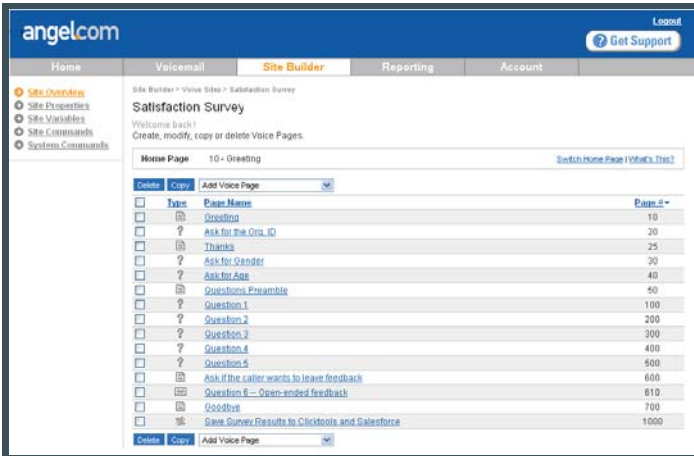 angel.com
Logout
Get Support
Home Voicemail Site Builder Reporting Account
Site Overview
Site Properties
Site Variables
Site Commands
System Commands
Site Builder > Voice Sites > Satisfaction Survey
Satisfaction Survey
Welcome back!
Create, modify, copy or delete Voice Pages.
Home Page 10 - Greeting Switch Home Page | What's This?
Delete Copy Add Voice Page
Type Page Name Page #
Greeting 10
? Ask for the Org. ID 20
Thanks 25
? Ask for Gender 30
? Ask for Age 40
Questions Preamble 50
? Question 1 100
? Question 2 200
? Question 3 300
? Question 4 400
? Question 5 500
Ask if the caller wants to leave feedback 600
Question 6 -- Open-ended feedback 610
Goodbye 700
Save Survey Results to Clicktools and Salesforce 1000
Delete Copy Add Voice Page